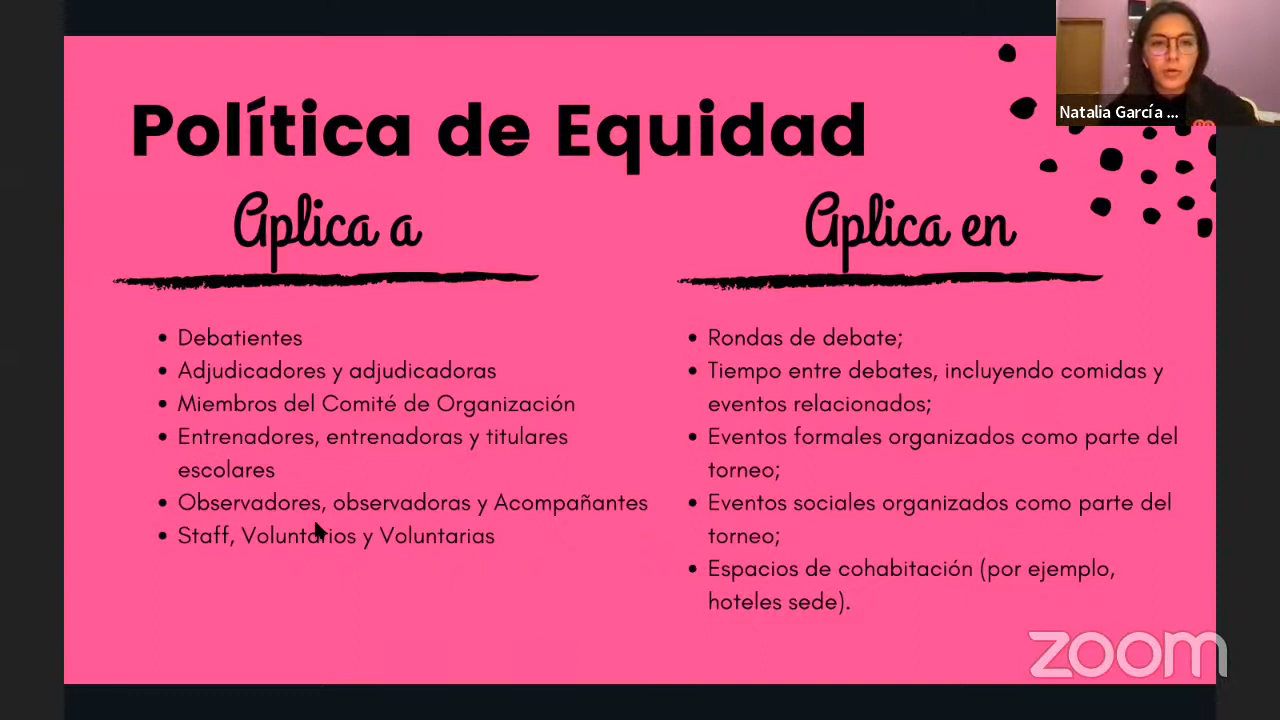 Política de Equidad
Aplica a
Debatientes
Adjudicadores y adjudicadoras
Miembros del Comité de Organización
Entrenadores, entrenadoras y titulares
escolares
Observadores, observadoras y Acompañantes
Staff, Voluntarios y Voluntarias
Aplica en
Rondas de debate;
Tiempo entre debates, incluyendo comidas y
eventos relacionados;
Eventos formales organizados como parte del
torneo;
Eventos sociales organizados como parte del
torneo;
Espacios de cohabitación (por ejemplo,
hoteles sede).
Natalia García ...
zoom